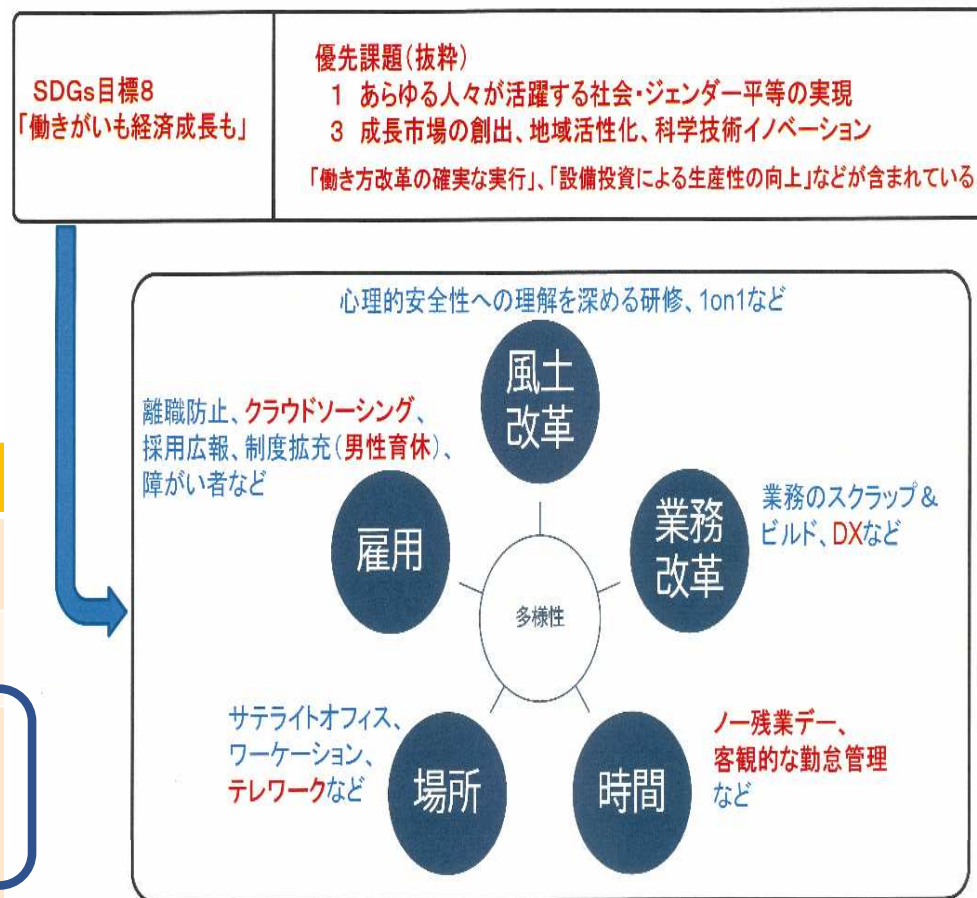 SDGs目標8
「働きがいも経済成長も」
優先課題(抜粋)
1 あらゆる人々が活躍する社会・ジェンダー平等の実現
3 成長市場の創出、地域活性化、科学技術イノベーション
「働き方改革の確実な実行」、「設備投資による生産性の向上」などが含まれている
心理的安全性への理解を深める研修、1on1など
風土
改革
離職防止、クラウドソーシング、
採用広報、制度拡充(男性育休)、
障がい者など
雇用
業務
改革
業務のスクラップ&
ビルド、DXなど
多様性
サテライトオフィス、
ワーケーション、
テレワークなど
場所
時間
ノー残業デー、
客観的な勤怠管理
など